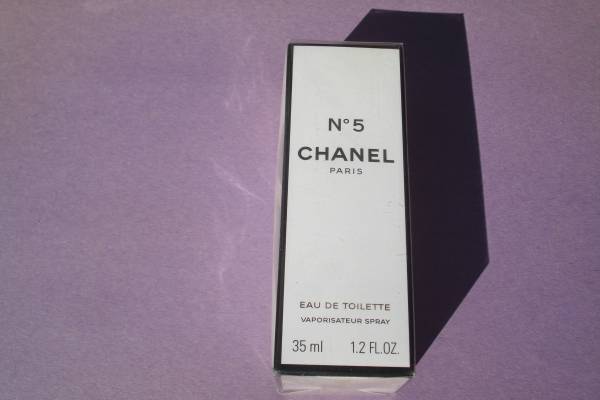 N°5
CHANEL
PARIS
EAU DE TOILETTE
VAPORISATEUR SPRAY
35 ml 1.2 FL.OZ.